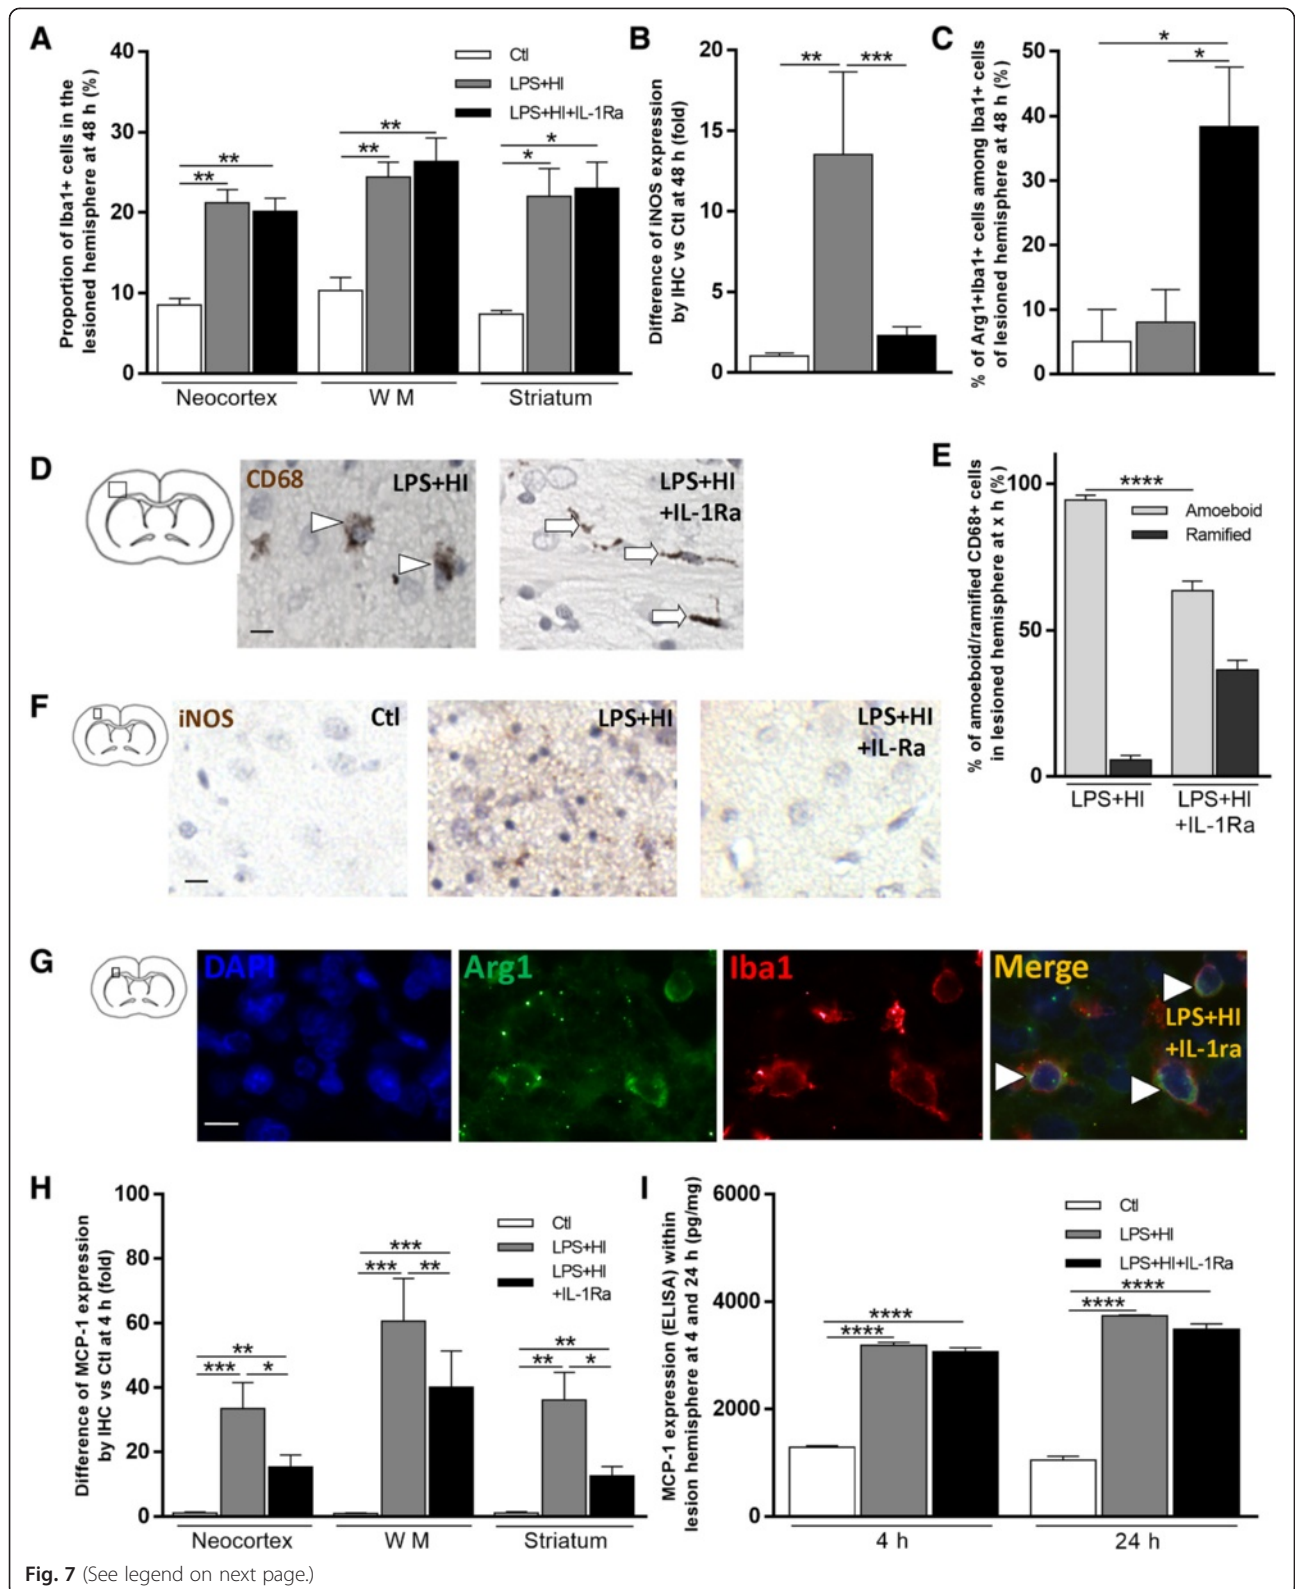 A
Proportion of Iba1+ cells in the
lesioned hemisphere at 48 h (%)
40
30
20
10
0
Ctl
LPS+HI
LPS+HI+IL-1Ra
**
**
**
**
*
*
Neocortex
W M
Striatum
B
Difference of iNOS expression
by IHC vs Ctl at 48 h (fold)
20
15
10
5
0
**
***
C
% of Arg1+Iba1+ cells among Iba1+ cells
of lesioned hemisphere at 48 h (%)
50
40
30
20
10
0
*
*
D
CD68
LPS+HI
LPS+HI
+IL-1Ra
E
% of amoeboid/ramified CD68+ cells
in lesioned hemisphere at x h (%)
100
50
0
****
Amoeboid
Ramified
LPS+HI
LPS+HI
+IL-1Ra
F
iNOS
Ctl
LPS+HI
LPS+HI
+IL-Ra
G
DAPI
Arg1
Iba1
Merge
LPS+HI
+IL-1ra
H
Difference of MCP-1 expression
by IHC vs Ctl at 4 h (fold)
100
80
60
40
20
0
Ctl
LPS+HI
LPS+HI
+IL-1Ra
**
***
*
***
***
**
**
**
*
Neocortex
W M
Striatum
I
MCP-1 expression (ELISA) within
lesion hemisphere at 4 and 24 h (pg/mg)
6000
4000
2000
0
Ctl
LPS+HI
LPS+HI+IL-1Ra
****
****
****
****
4 h
24 h
Fig. 7 (See legend on next page.)